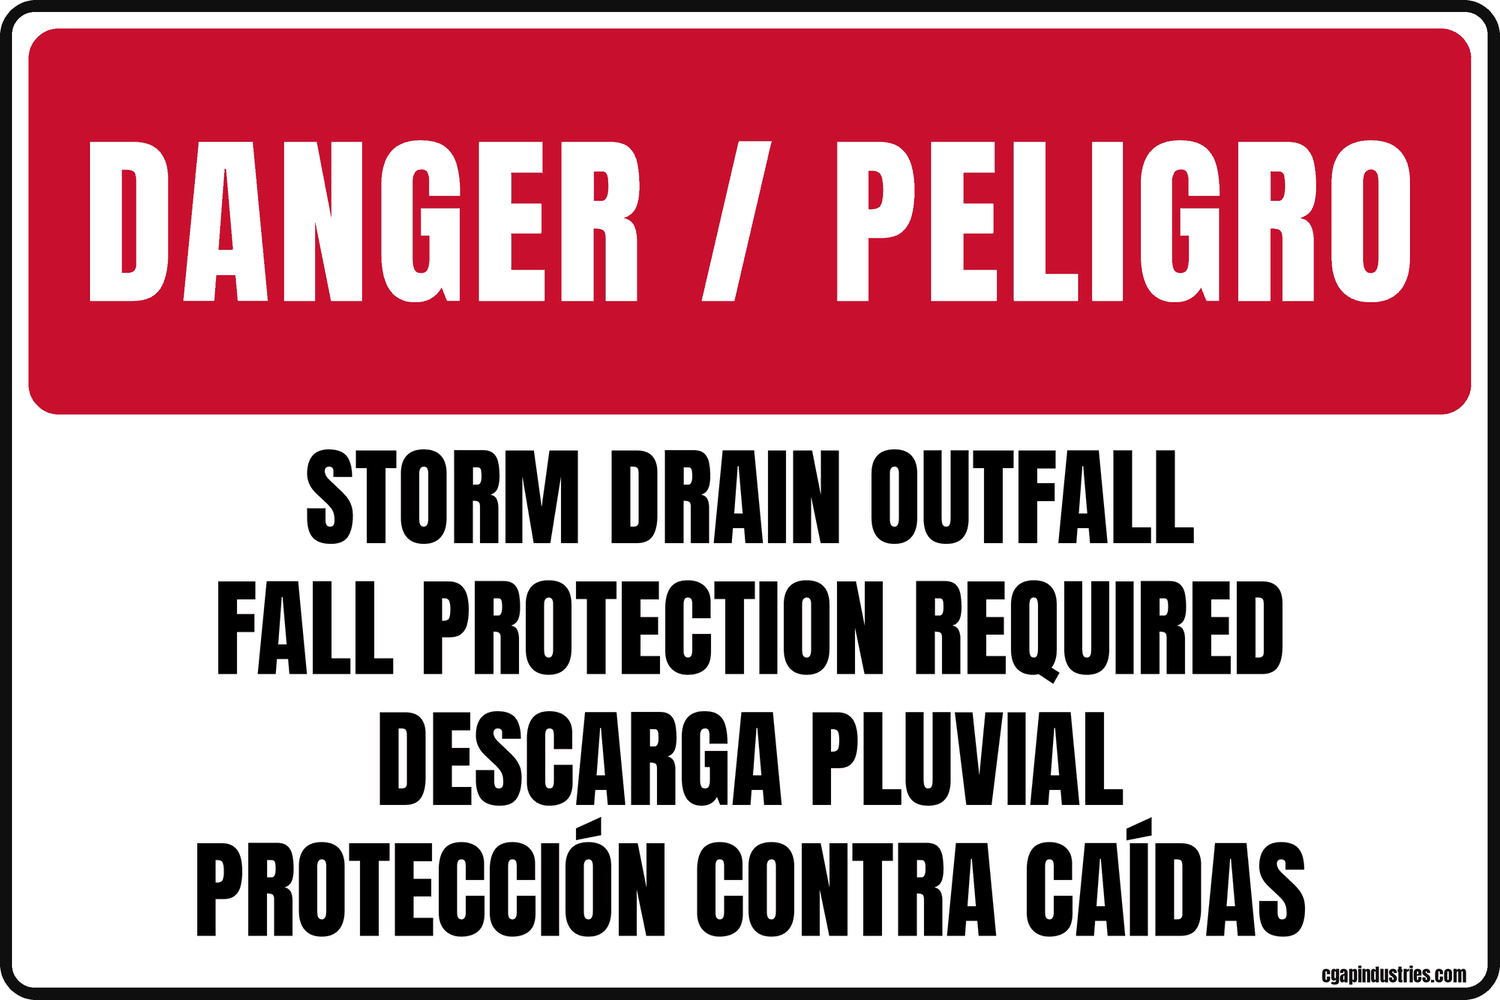 DANGER / PELIGRO
STORM DRAIN OUTFALL
FALL PROTECTION REQUIRED
DESCARGA PLUVIAL
PROTECCIÓN CONTRA CAÍDAS
cgapindustries.com